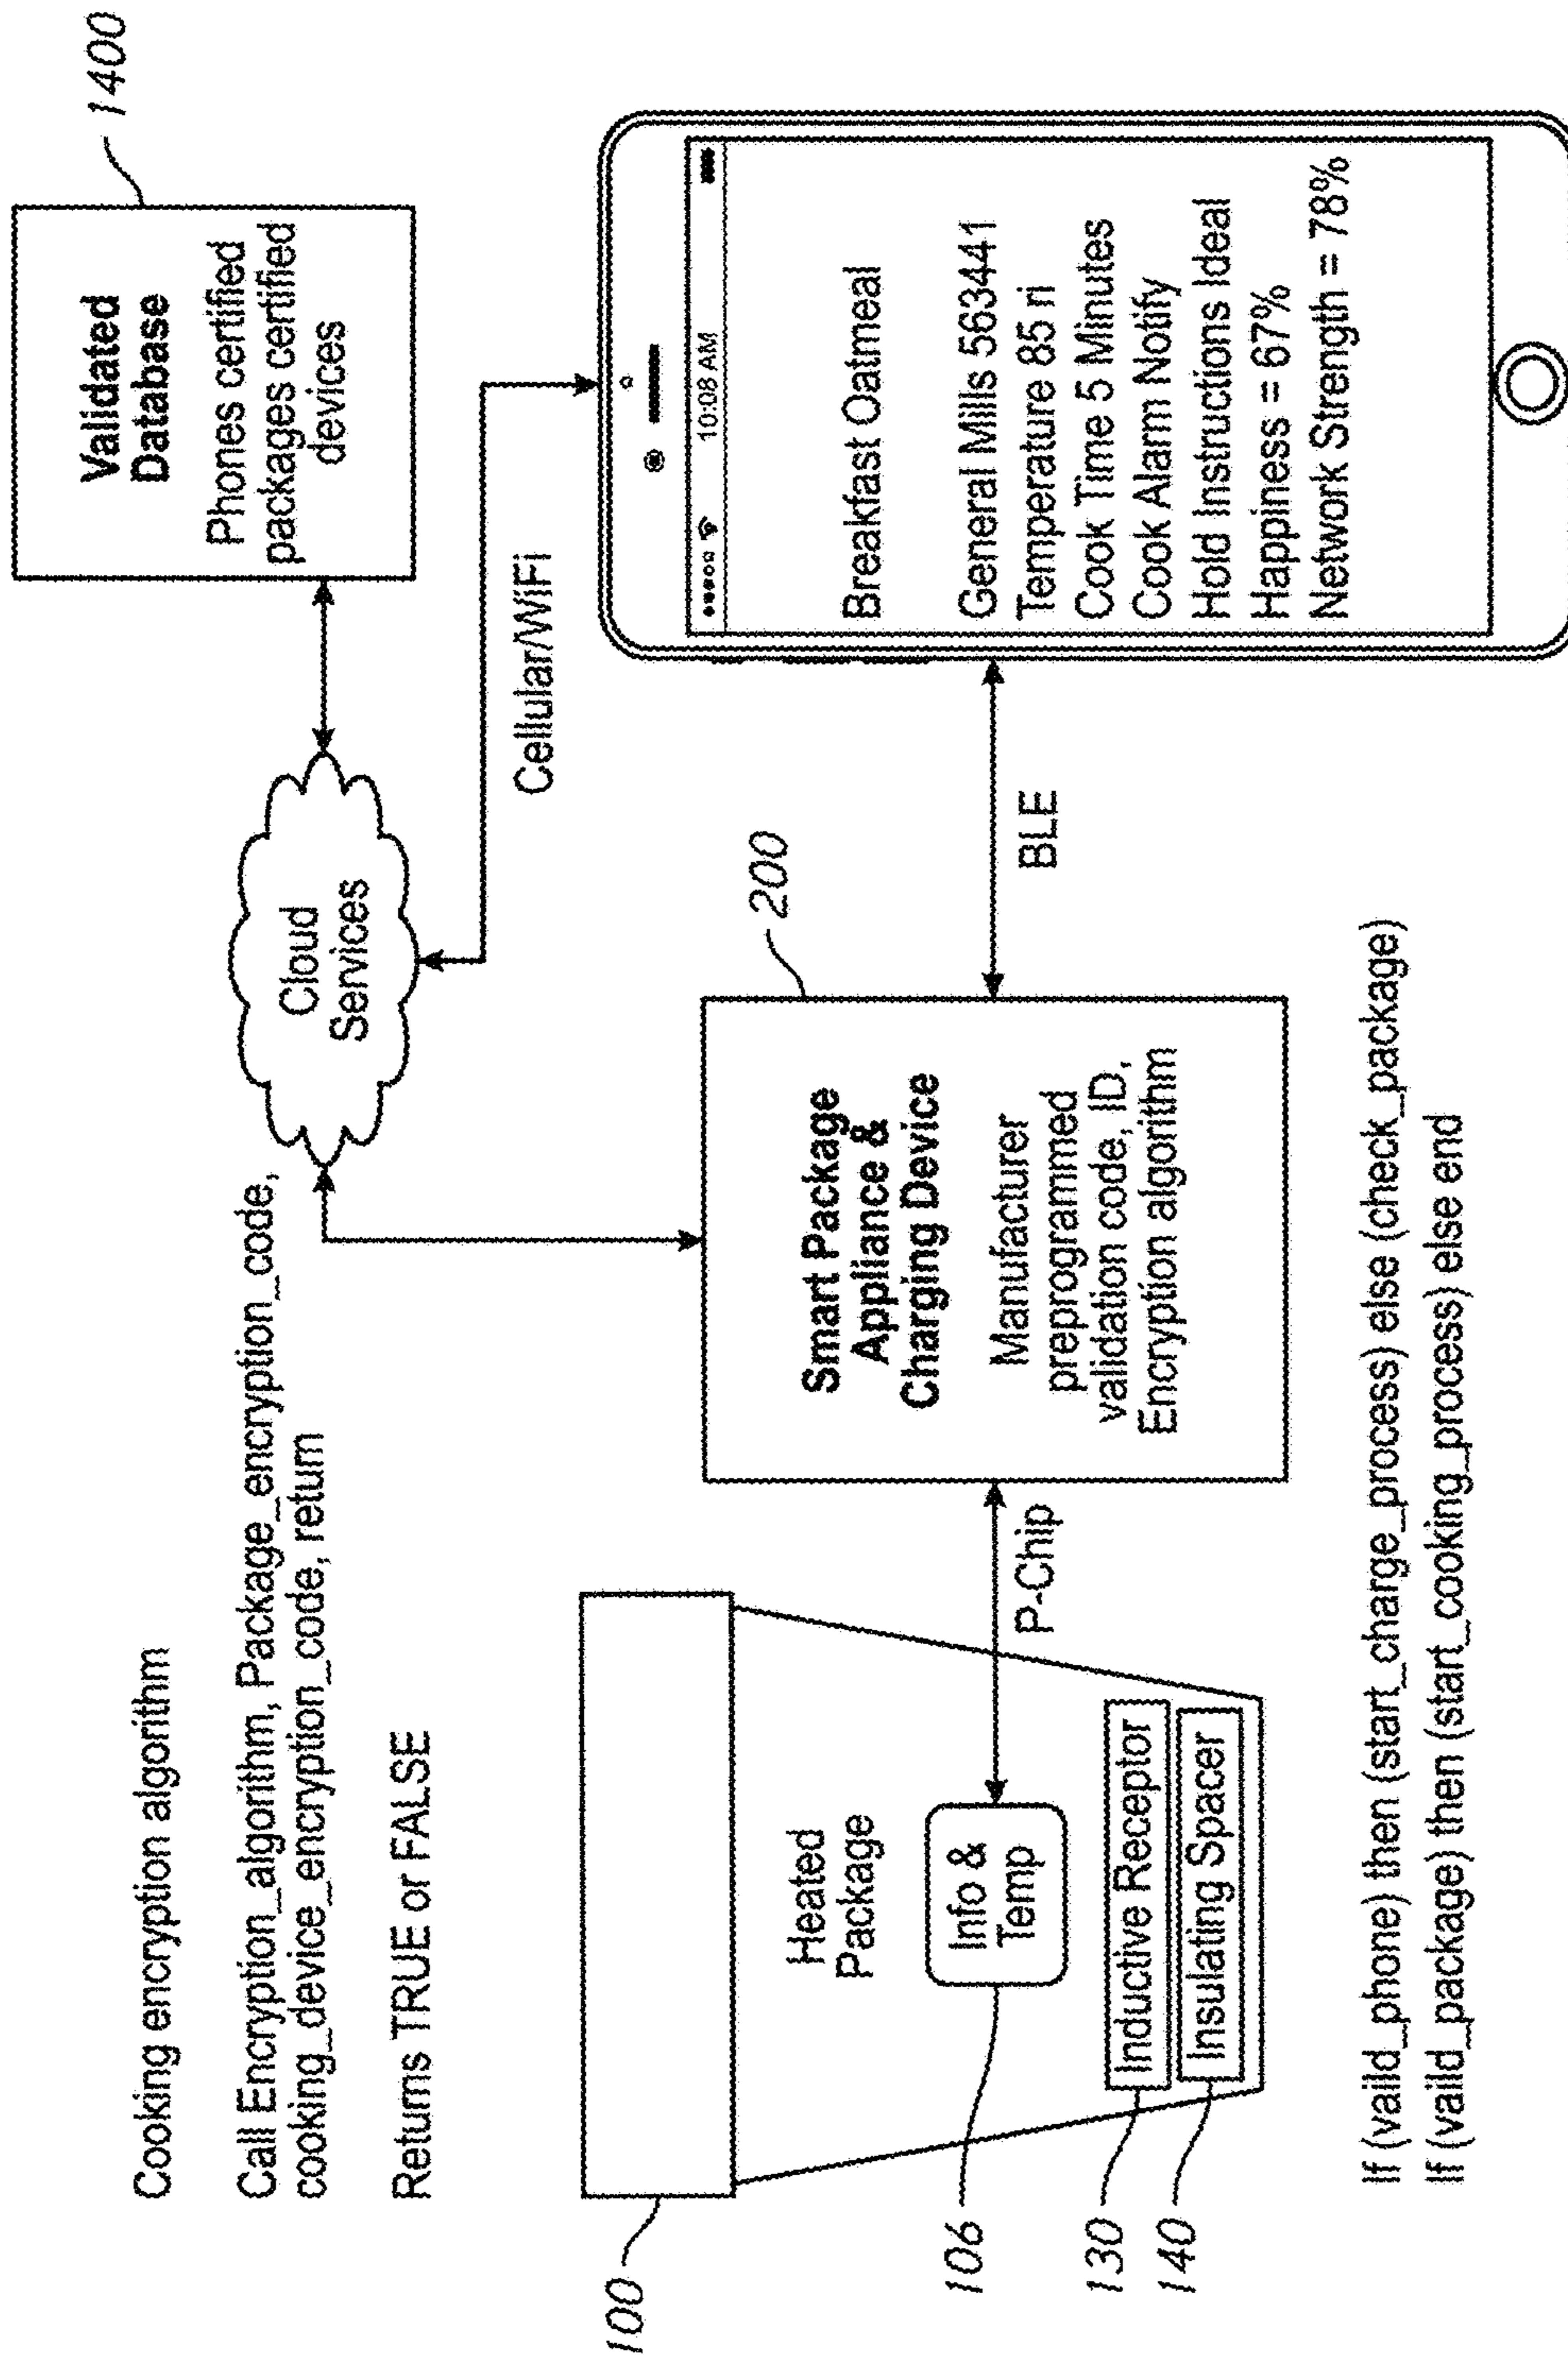 Cooking encryption algorithm
Call Encryption_algorithm, Package_encryption_code,
cooking_device_encryption_code, return
Returns TRUE or FALSE
Cloud
Services
Validated
Database
Phones certified
packages certified
devices
1400
Cellular/WiFi
100
Heated
Package
106
Info &
Temp
130
Inductive Receptor
140
Insulating Spacer
P-Chip
200
Smart Package
Appliance &
Charging Device
Manufacturer
preprogrammed
validation code, ID,
Encryption algorithm
BLE
10:08 AM
Breakfast Oatmeal
General Mills 563441
Temperature 85 ri
Cook Time 5 Minutes
Cook Alarm Notify
Hold Instructions Ideal
Happiness = 67%
Network Strength = 78%
If (vaild_phone) then (start_charge_process) else (check_package)
If (vaild_package) then (start_cooking_process) else end